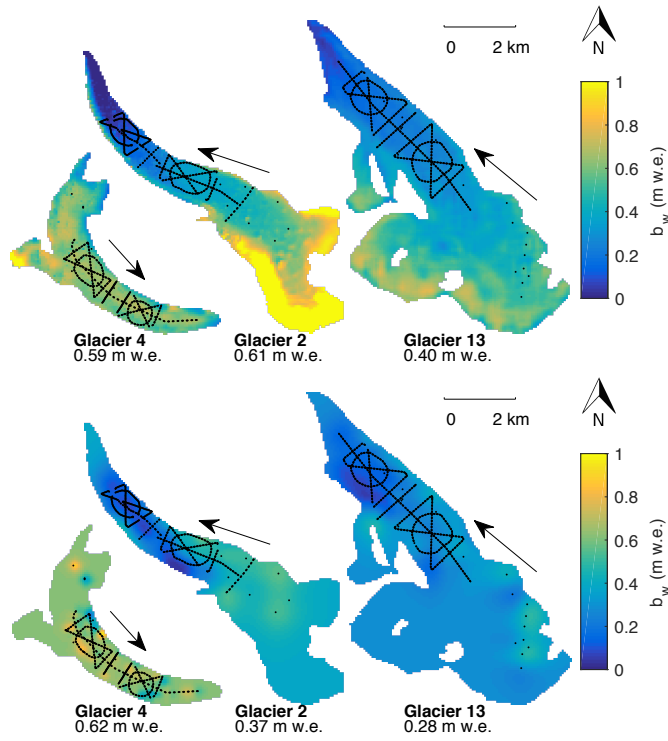 0 2 km
N
1
0.8
0.6
0.4
0.2
0
b_w (m w.e.)
Glacier 4
0.59 m w.e.
Glacier 2
0.61 m w.e.
Glacier 13
0.40 m w.e.
0 2 km
N
1
0.8
0.6
0.4
0.2
0
b_w (m w.e.)
Glacier 4
0.62 m w.e.
Glacier 2
0.37 m w.e.
Glacier 13
0.28 m w.e.